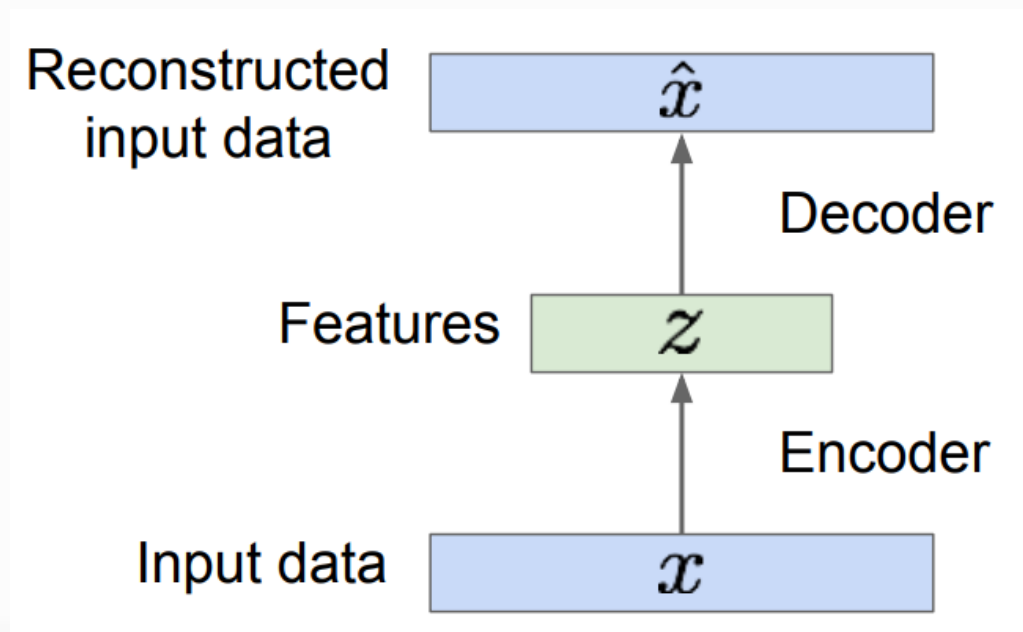 Reconstructed
input data
x̂
Decoder
Features
z
Encoder
Input data
x